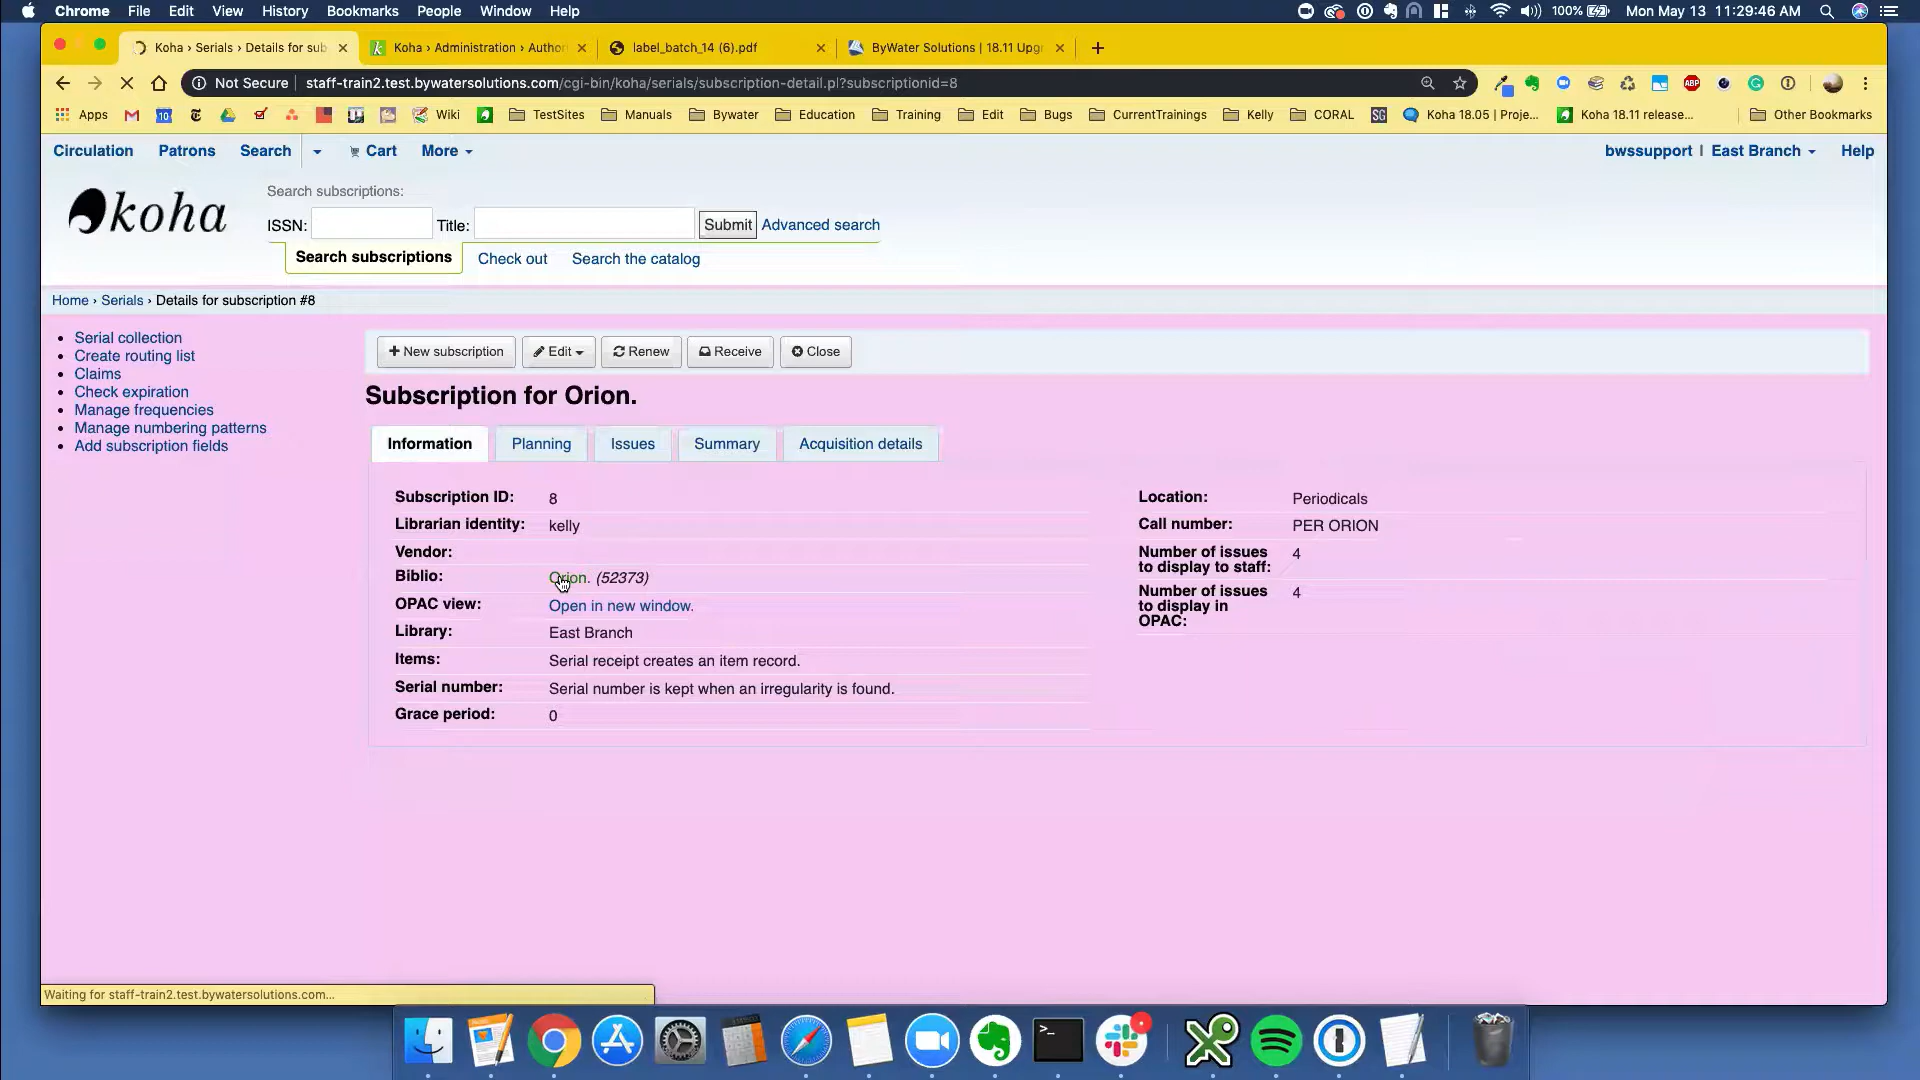 Chrome File Edit View History Bookmarks People Window Help 100% Mon May 13 11:29:46 AM
Koha › Serials › Details for sub
Koha › Administration › Author
label_batch_14 (6).pdf
ByWater Solutions | 18.11 Upg
Not Secure | staff-train2.test.bywatersolutions.com/cgi-bin/koha/serials/subscription-detail.pl?subscriptionid=8
Apps 10 Wiki TestSites Manuals Bywater Education Training Edit Bugs CurrentTrainings Kelly CORAL SG Koha 18.05 | Proje... Koha 18.11 release... Other Bookmarks
ABP
Circulation Patrons Search Cart More bwssupport | East Branch Help
koha
Search subscriptions:
ISSN: Title: Submit Advanced search
Search subscriptions Check out Search the catalog
Home › Serials › Details for subscription #8
Serial collection
Create routing list
Claims
Check expiration
Manage frequencies
Manage numbering patterns
Add subscription fields
+ New subscription Edit Renew Receive Close
Subscription for Orion.
Information Planning Issues Summary Acquisition details
Subscription ID: 8
Librarian identity: kelly
Vendor:
Biblio: Orion. (52373)
OPAC view: Open in new window.
Library: East Branch
Items: Serial receipt creates an item record.
Serial number: Serial number is kept when an irregularity is found.
Grace period: 0
Location: Periodicals
Call number: PER ORION
Number of issues to display to staff: 4
Number of issues to display in OPAC: 4
Waiting for staff-train2.test.bywatersolutions.com...